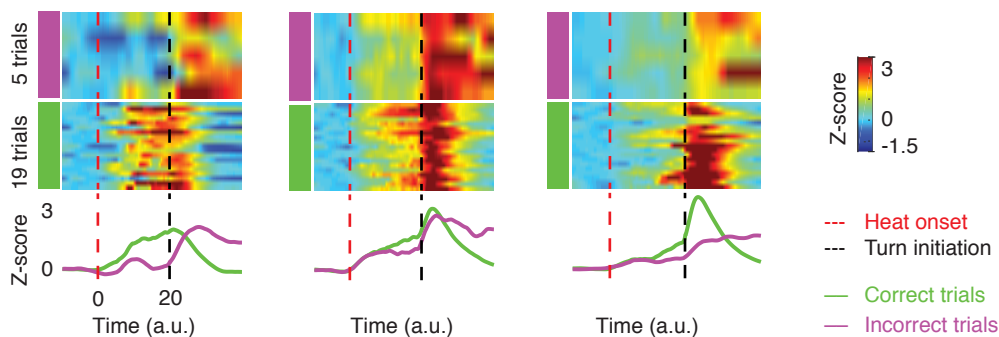 5 trials
19 trials
Z-score
3
0
0
20
Time (a.u.)
Time (a.u.)
Time (a.u.)
Z-score
3
0
-1.5
Heat onset
Turn initiation
Correct trials
Incorrect trials